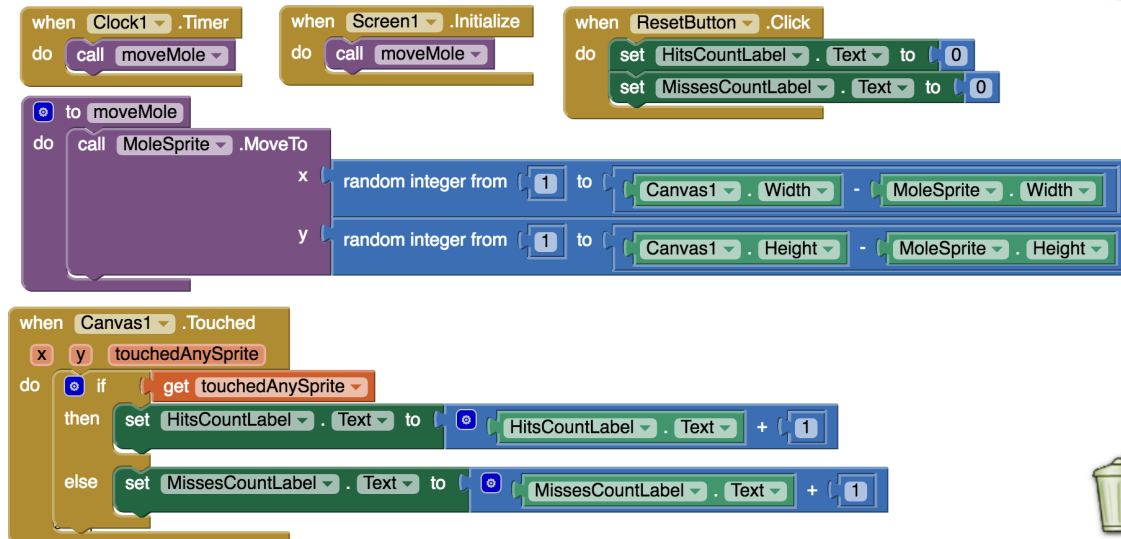 when Clock1 .Timer
do call moveMole
when Screen1 .Initialize
do call moveMole
when ResetButton .Click
do set HitsCountLabel . Text to 0
set MissesCountLabel . Text to 0
to moveMole
do call MoleSprite .MoveTo
x random integer from 1 to Canvas1 . Width - MoleSprite . Width
y random integer from 1 to Canvas1 . Height - MoleSprite . Height
when Canvas1 .Touched
x y touchedAnySprite
do if get touchedAnySprite
then set HitsCountLabel . Text to HitsCountLabel . Text + 1
else set MissesCountLabel . Text to MissesCountLabel . Text + 1